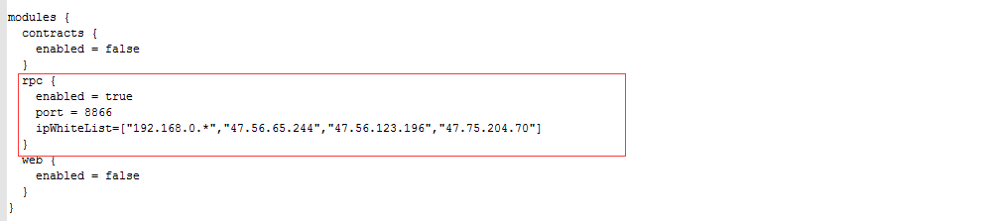 modules {
contracts {
enabled = false
}
rpc {
enabled = true
port = 8866
ipWhiteList=["192.168.0.*","47.56.65.244","47.56.123.196","47.75.204.70"]
}
web {
enabled = false
}
}